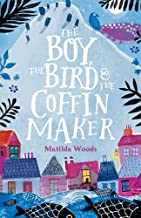 THE
BOY,
THE BIRD & THE
COFFIN
MAKER
Matilda Woods